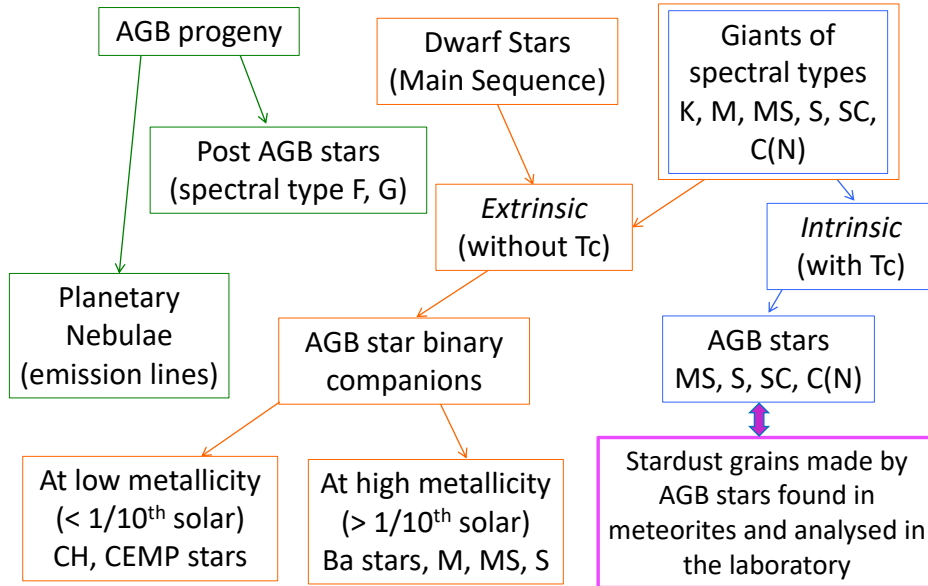 AGB progeny
Dwarf Stars
(Main Sequence)
Giants of
spectral types
K, M, MS, S, SC,
C(N)
Post AGB stars
(spectral type F, G)
Extrinsic
(without Tc)
Intrinsic
(with Tc)
Planetary
Nebulae
(emission lines)
AGB star binary
companions
AGB stars
MS, S, SC, C(N)
At low metallicity
(< 1/10th solar)
CH, CEMP stars
At high metallicity
(> 1/10th solar)
Ba stars, M, MS, S
Stardust grains made by
AGB stars found in
meteorites and analysed in
the laboratory